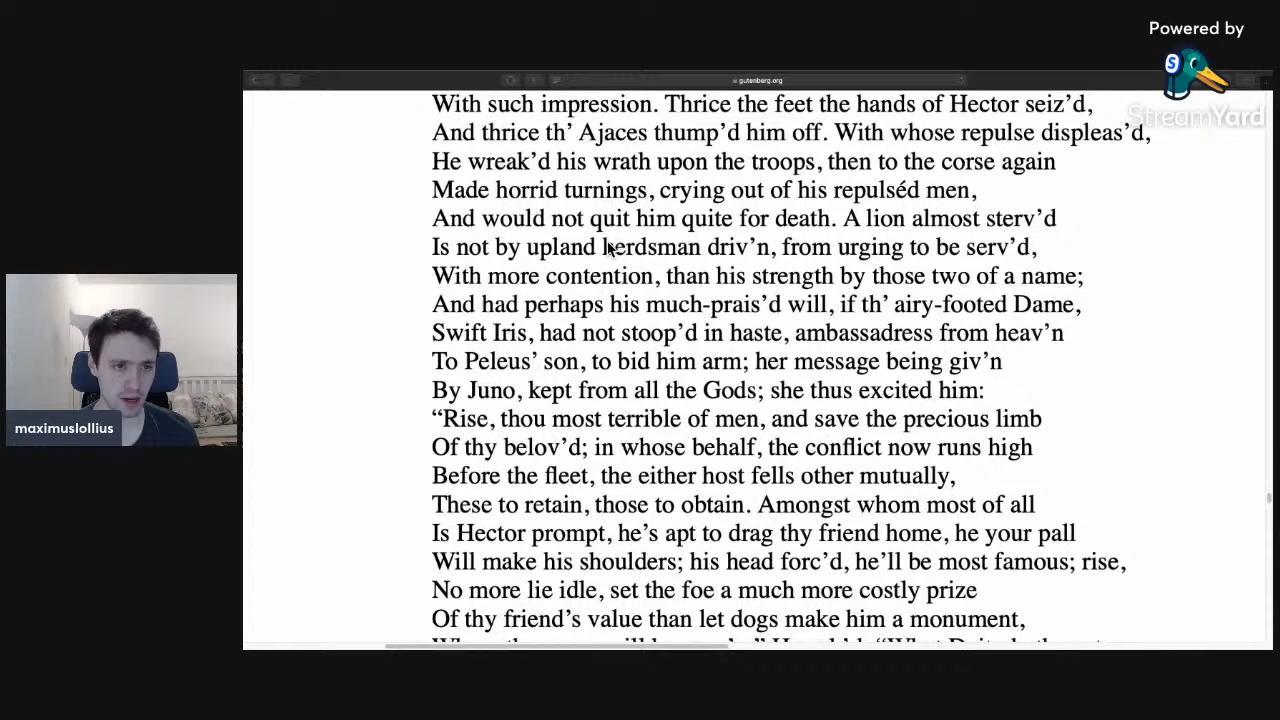 Powered by
StreamYard
gutenberg.org
With such impression. Thrice the feet the hands of Hector seiz’d,
And thrice th’ Ajaces thump’d him off. With whose repulse displeas’d,
He wreak’d his wrath upon the troops, then to the corse again
Made horrid turnings, crying out of his repulséd men,
And would not quit him quite for death. A lion almost sterv’d
Is not by upland herdsman driv’n, from urging to be serv’d,
With more contention, than his strength by those two of a name;
And had perhaps his much-prais’d will, if th’ airy-footed Dame,
Swift Iris, had not stoop’d in haste, ambassadress from heav’n
To Peleus’ son, to bid him arm; her message being giv’n
By Juno, kept from all the Gods; she thus excited him:
“Rise, thou most terrible of men, and save the precious limb
Of thy belov’d; in whose behalf, the conflict now runs high
Before the fleet, the either host fells other mutually,
These to retain, those to obtain. Amongst whom most of all
Is Hector prompt, he’s apt to drag thy friend home, he your pall
Will make his shoulders; his head forc’d, he’ll be most famous; rise,
No more lie idle, set the foe a much more costly prize
Of thy friend’s value than let dogs make him a monument,
maximuslollius